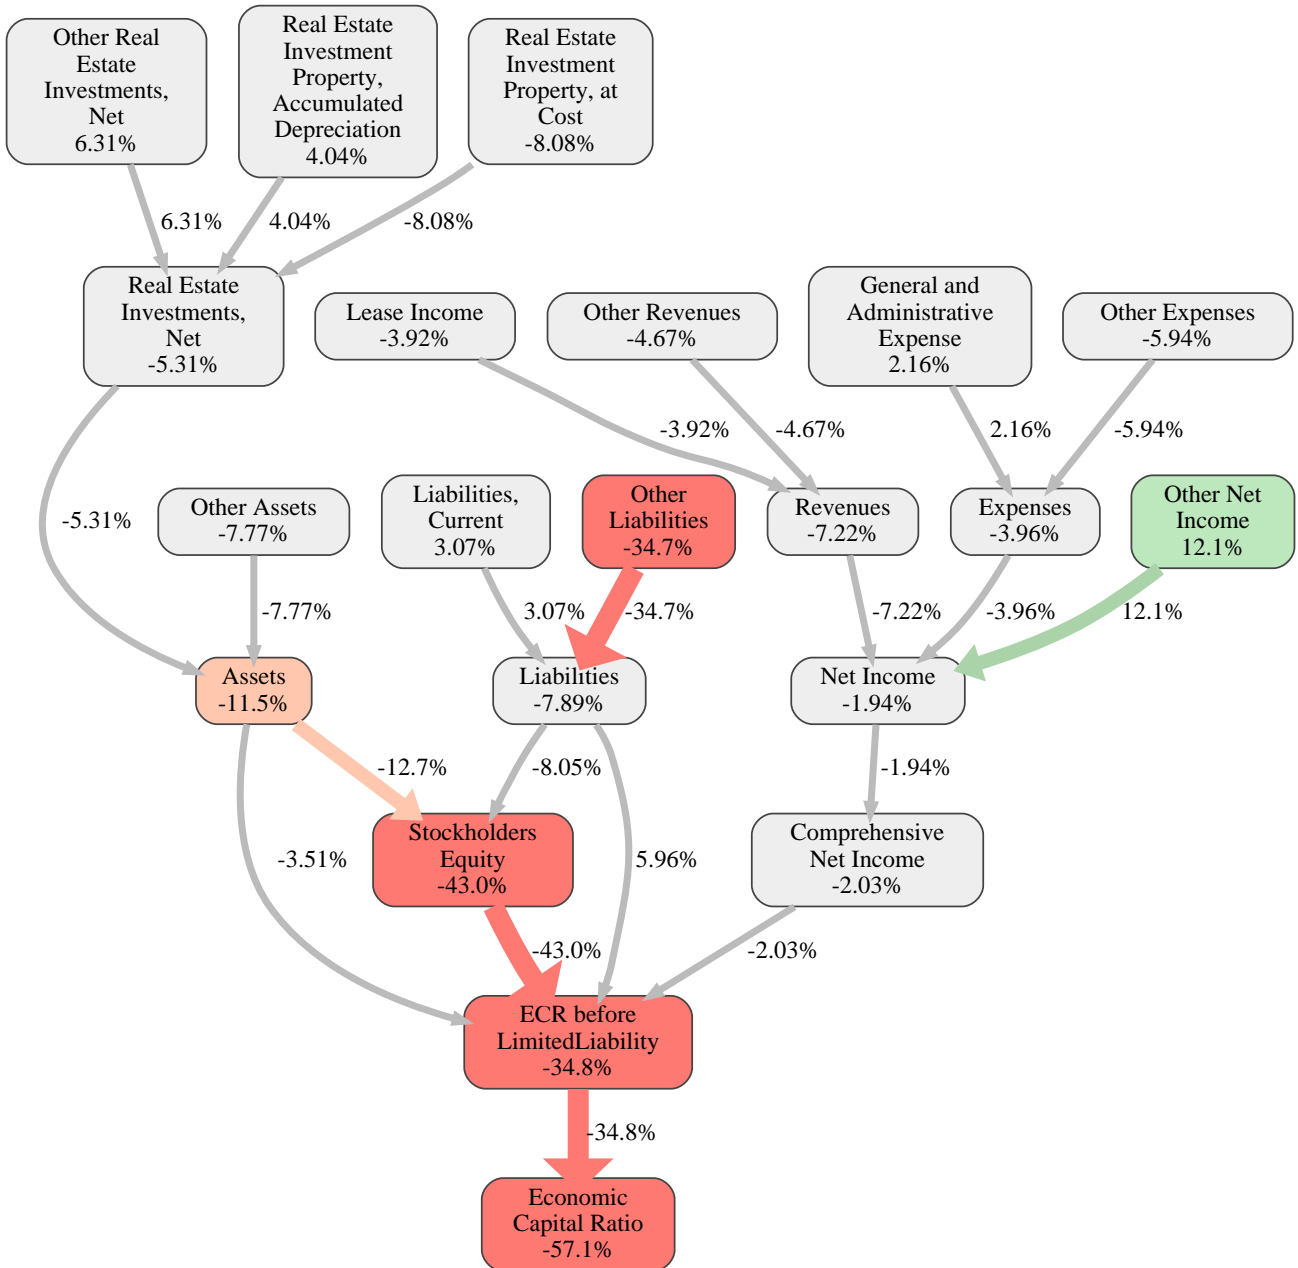 Other Real
Estate
Investments,
Net
6.31%
Real Estate
Investment
Property,
Accumulated
Depreciation
4.04%
Real Estate
Investment
Property, at
Cost
-8.08%
6.31%
4.04%
-8.08%
Real Estate
Investments,
Net
-5.31%
Lease Income
-3.92%
Other Revenues
-4.67%
General and
Administrative
Expense
2.16%
Other Expenses
-5.94%
-3.92%
-4.67%
2.16%
-5.94%
-5.31%
Other Assets
-7.77%
Liabilities,
Current
3.07%
Other
Liabilities
-34.7%
Revenues
-7.22%
Expenses
-3.96%
Other Net
Income
12.1%
-7.77%
3.07%
-34.7%
-7.22%
-3.96%
12.1%
Assets
-11.5%
Liabilities
-7.89%
Net Income
-1.94%
-12.7%
-8.05%
-1.94%
Stockholders
Equity
-43.0%
Comprehensive
Net Income
-2.03%
-3.51%
5.96%
-43.0%
-2.03%
ECR before
LimitedLiability
-34.8%
-34.8%
Economic
Capital Ratio
-57.1%